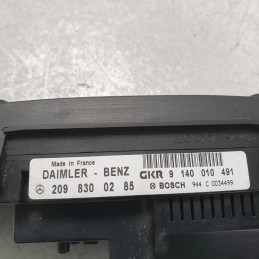 Made in France
DAIMLER - BENZ GKR 9 140 010 491
209 830 02 85 BOSCH 944 C 0034499